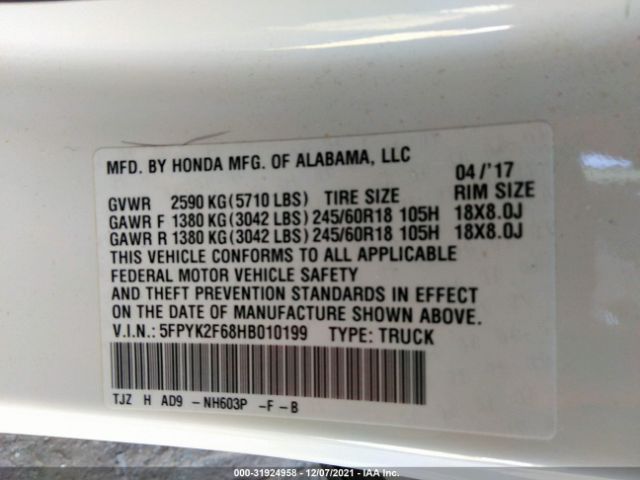 MFD. BY HONDA MFG. OF ALABAMA, LLC 04/'17
GVWR 2590 KG(5710 LBS) TIRE SIZE RIM SIZE
GAWR F 1380 KG(3042 LBS) 245/60R18 105H 18X8.0J
GAWR R 1380 KG(3042 LBS) 245/60R18 105H 18X8.0J
THIS VEHICLE CONFORMS TO ALL APPLICABLE
FEDERAL MOTOR VEHICLE SAFETY
AND THEFT PREVENTION STANDARDS IN EFFECT
ON THE DATE OF MANUFACTURE SHOWN ABOVE.
V.I.N.: 5FPYK2F68HB010199 TYPE: TRUCK
TJZ H AD9 -NH603P -F-B
000-31924958 - 12/07/2021 - IAA Inc.